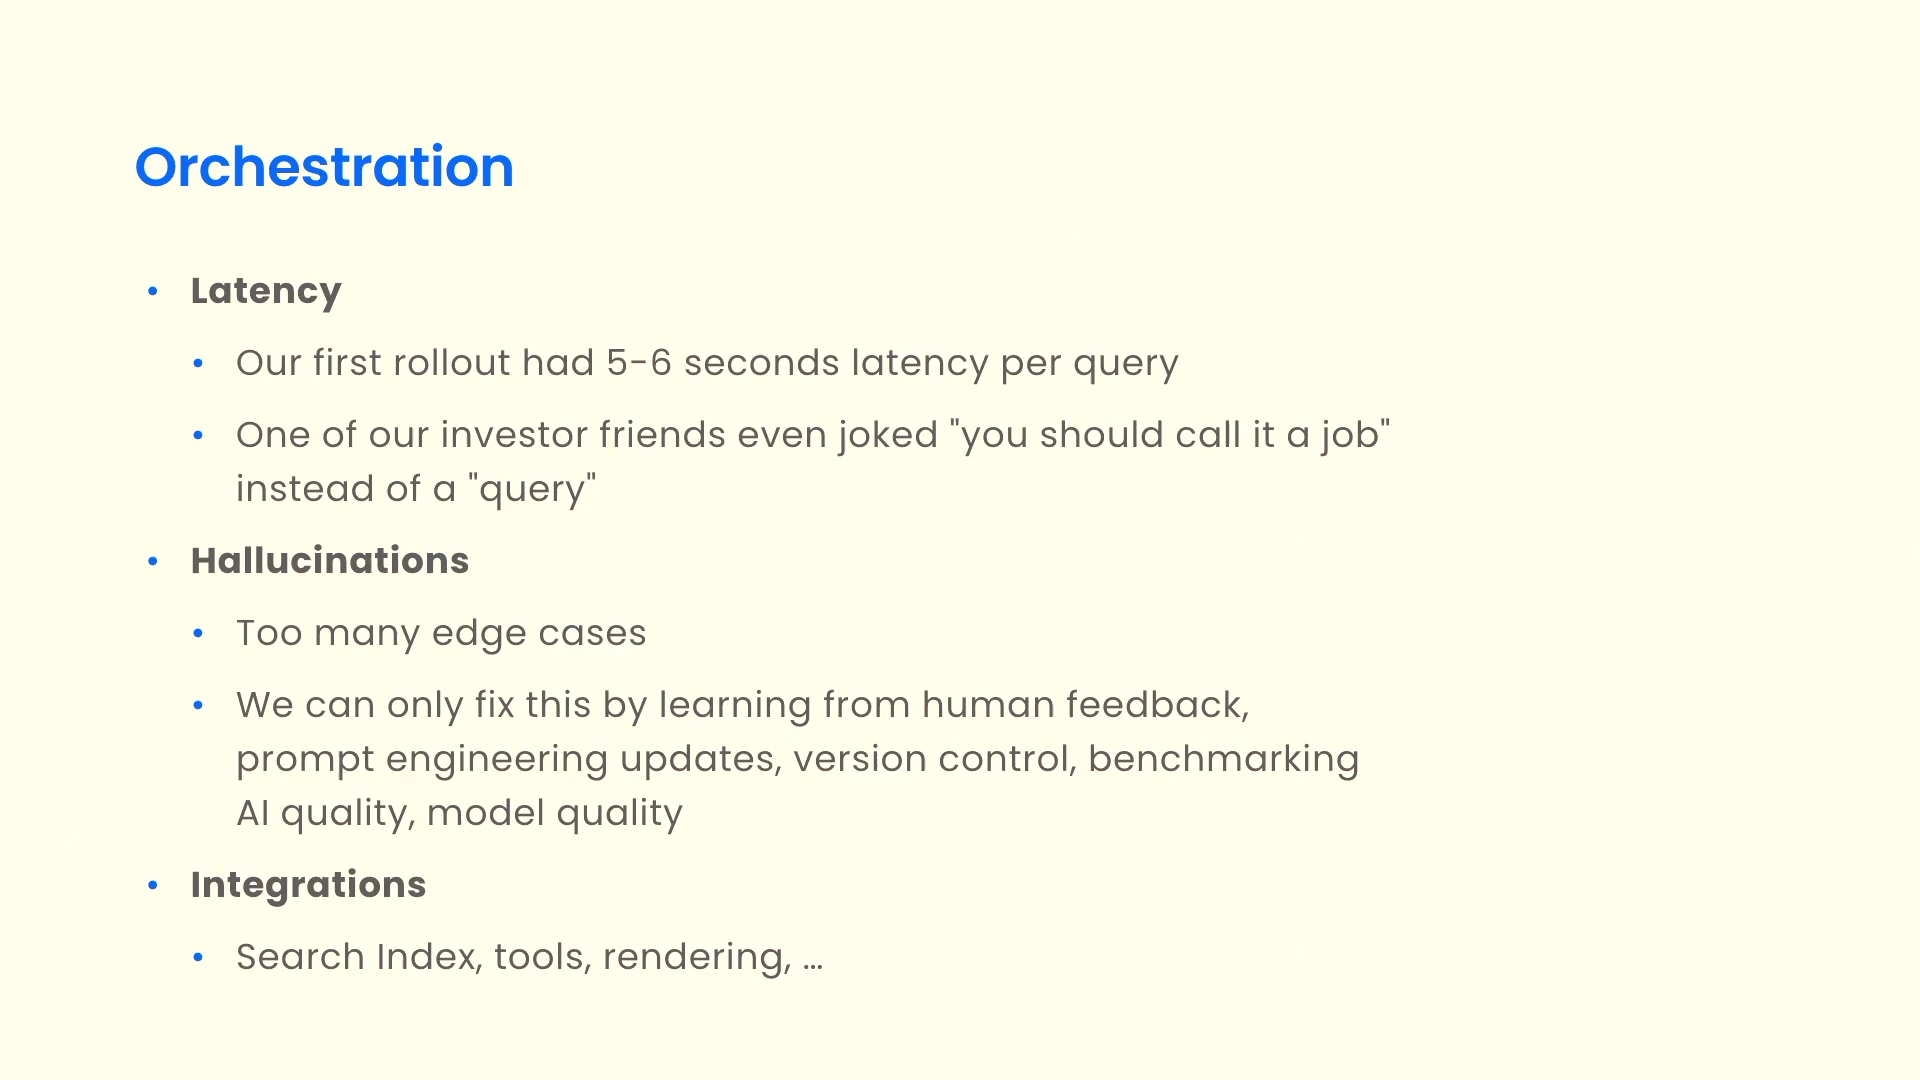 Orchestration
• Latency
• Our first rollout had 5-6 seconds latency per query
• One of our investor friends even joked "you should call it a job"
instead of a "query"
• Hallucinations
• Too many edge cases
• We can only fix this by learning from human feedback,
prompt engineering updates, version control, benchmarking
AI quality, model quality
• Integrations
• Search Index, tools, rendering, ...